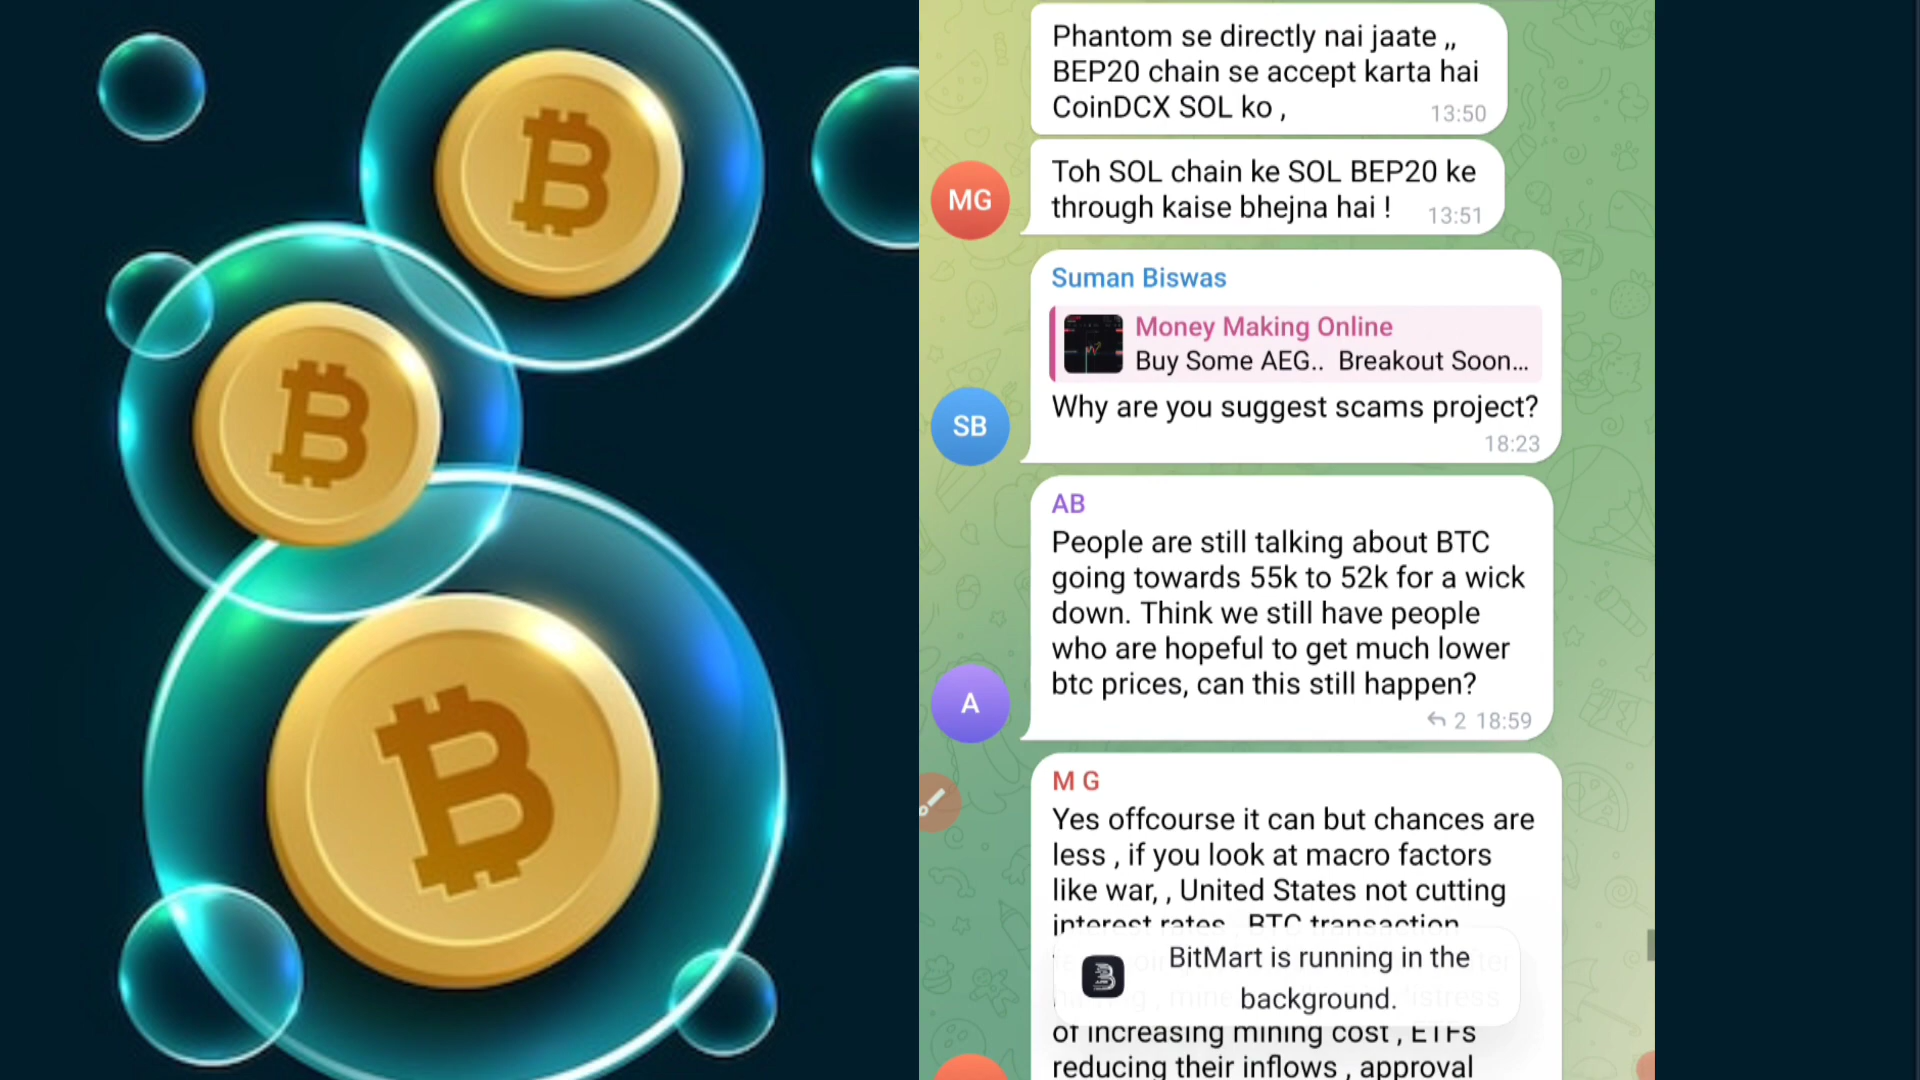 Phantom se directly nai jaate ,,
BEP20 chain se accept karta hai
CoinDCX SOL ko ,
13:50
Toh SOL chain ke SOL BEP20 ke
through kaise bhejna hai !
13:51
MG
Suman Biswas
Money Making Online
Buy Some AEG.. Breakout Soon...
Why are you suggest scams project?
18:23
SB
AB
People are still talking about BTC
going towards 55k to 52k for a wick
down. Think we still have people
who are hopeful to get much lower
btc prices, can this still happen?
2 18:59
A
M G
Yes offcourse it can but chances are
less , if you look at macro factors
like war, , United States not cutting
interest rates , BTC transaction
BitMart is running in the
background.
of increasing mining cost , ETFs
reducing their inflows , approval